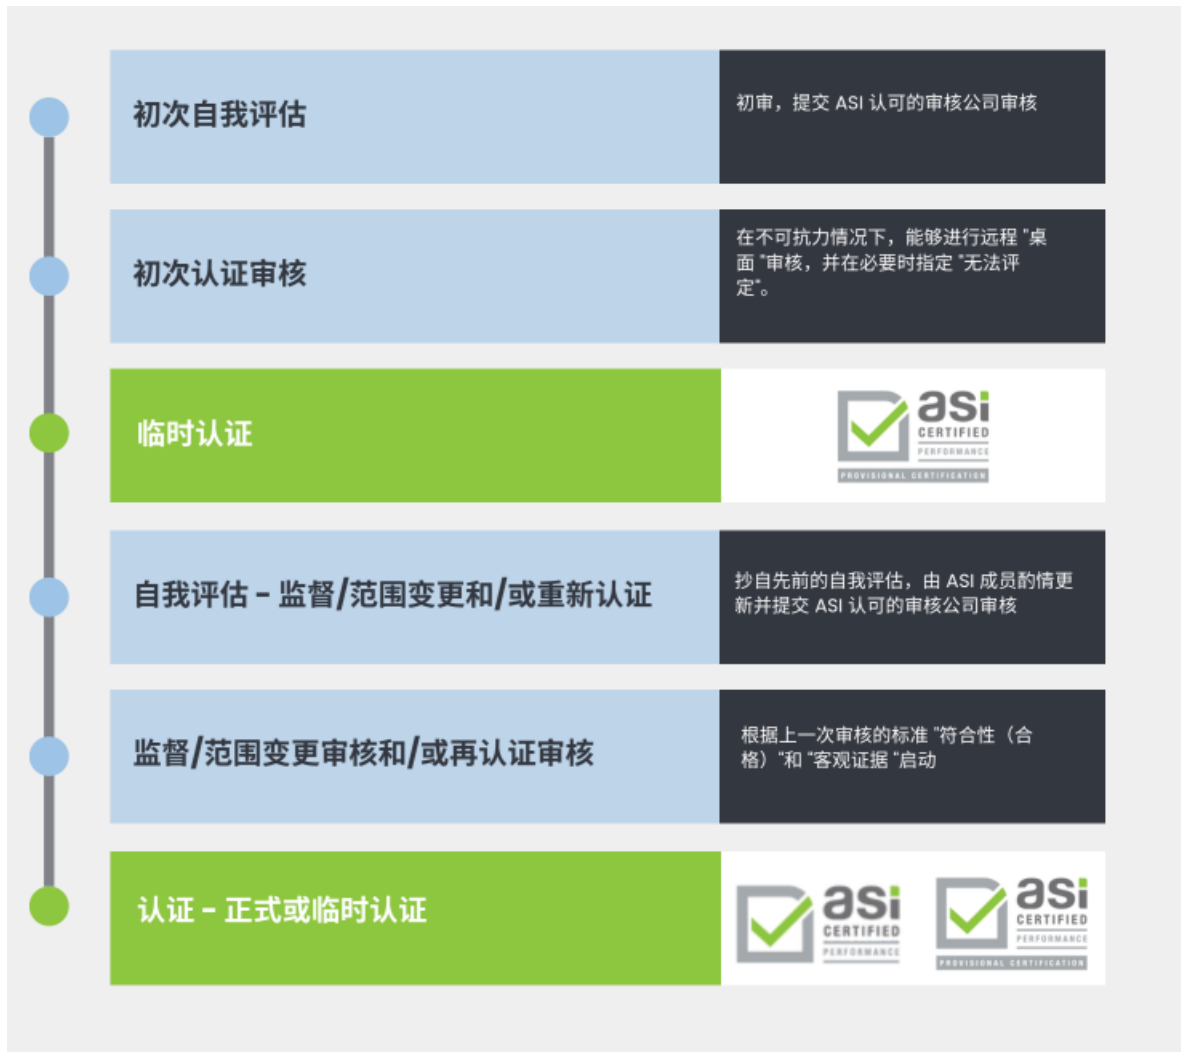 初次自我评估
初审，提交 ASI 认可的审核公司审核
初次认证审核
在不可抗力情况下，能够进行远程 "桌
面 "审核，并在必要时指定 "无法评
定"。
临时认证
asi
CERTIFIED
PERFORMANCE
PROVISIONAL CERTIFICATION
自我评估 – 监督/范围变更和/或重新认证
抄自先前的自我评估，由 ASI 成员酌情更
新并提交 ASI 认可的审核公司审核
监督/范围变更审核和/或再认证审核
根据上一次审核的标准 "符合性（合
格）"和 "客观证据 "启动
认证 – 正式或临时认证
asi
CERTIFIED
PERFORMANCE
asi
CERTIFIED
PERFORMANCE
PROVISIONAL CERTIFICATION